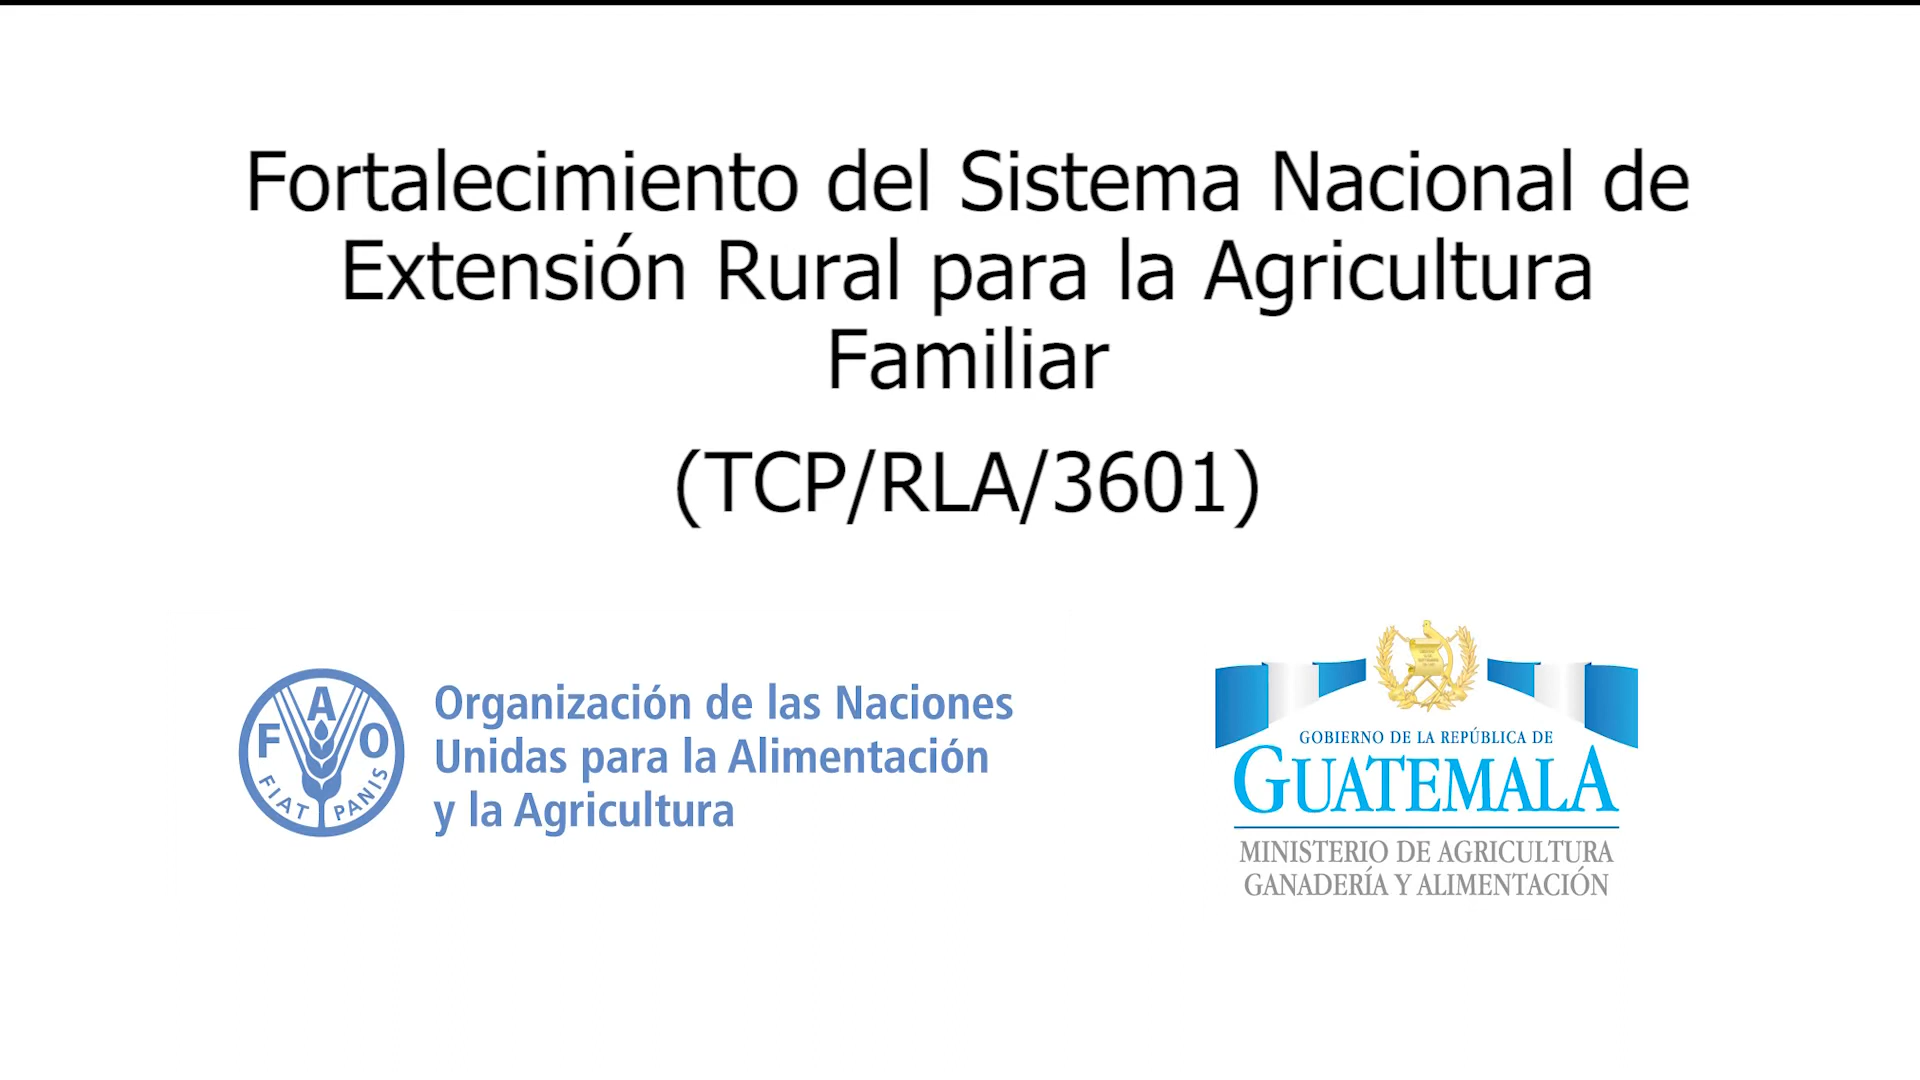 Fortalecimiento del Sistema Nacional de
Extensión Rural para la Agricultura
Familiar
(TCP/RLA/3601)
F A O
FIAT PANIS
Organización de las Naciones
Unidas para la Alimentación
y la Agricultura
GOBIERNO DE LA REPÚBLICA DE
GUATEMALA
MINISTERIO DE AGRICULTURA
GANADERÍA Y ALIMENTACIÓN